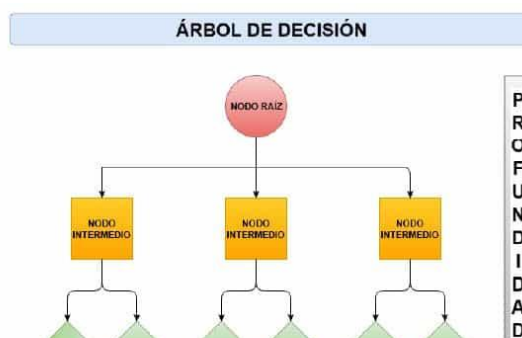 ÁRBOL DE DECISIÓN
NODO RAÍZ
NODO
INTERMEDIO
NODO
INTERMEDIO
NODO
INTERMEDIO
P
R
O
F
U
N
D
I
D
A
D